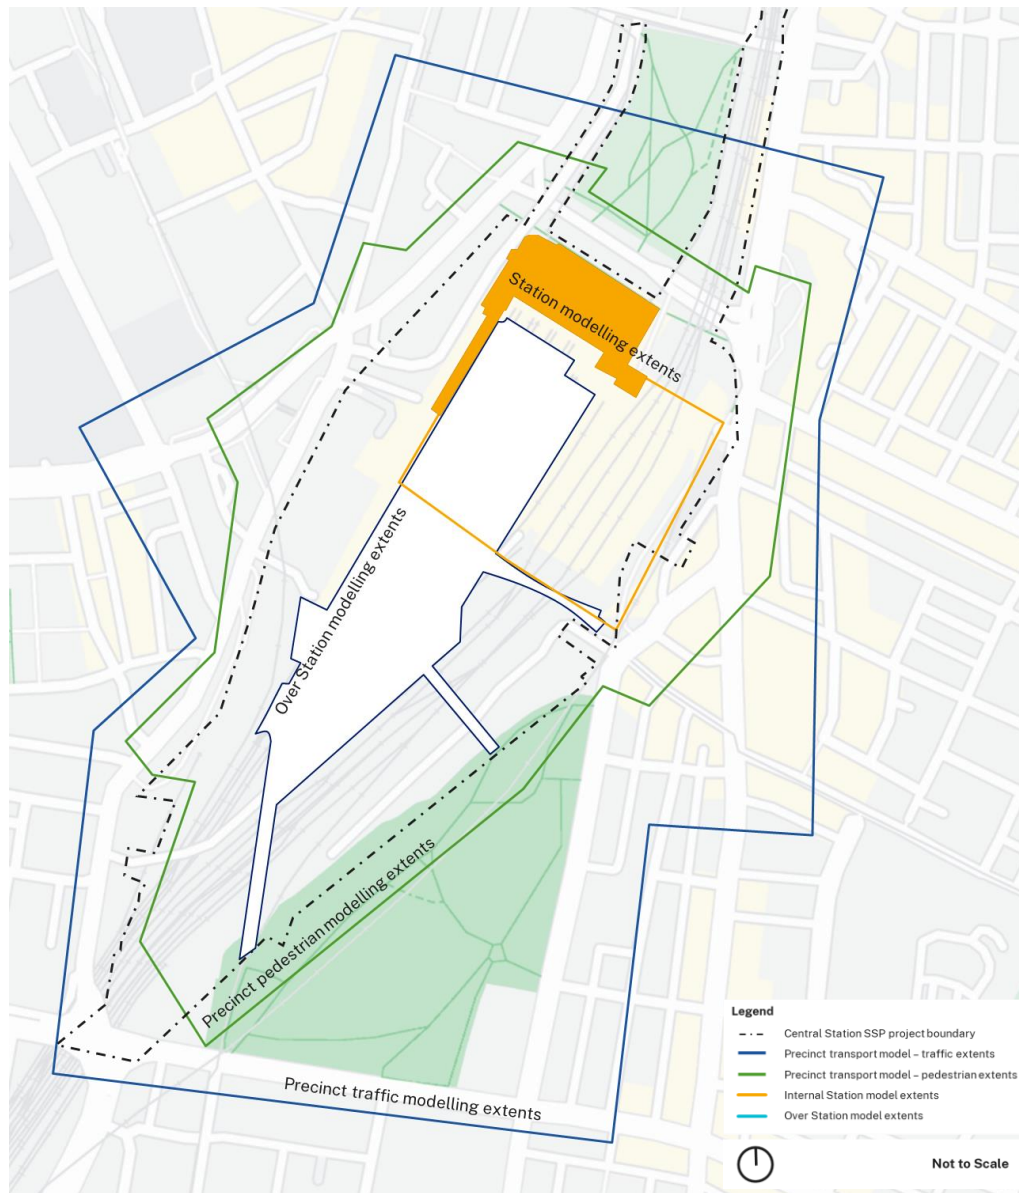 Station modelling extents
Over Station modelling extents
Precinct pedestrian modelling extents
Precinct traffic modelling extents
Legend
Central Station SSP project boundary
Precinct transport model – traffic extents
Precinct transport model – pedestrian extents
Internal Station model extents
Over Station model extents
Not to Scale